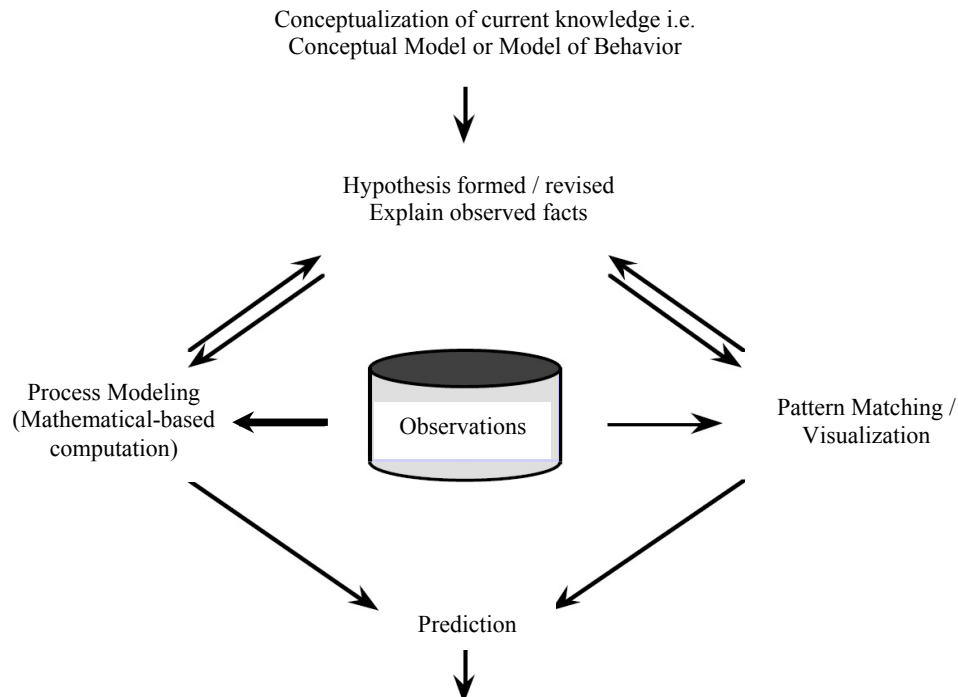 Conceptualization of current knowledge i.e.
Conceptual Model or Model of Behavior
Hypothesis formed / revised
Explain observed facts
Process Modeling
(Mathematical-based
computation)
Observations
Pattern Matching /
Visualization
Prediction